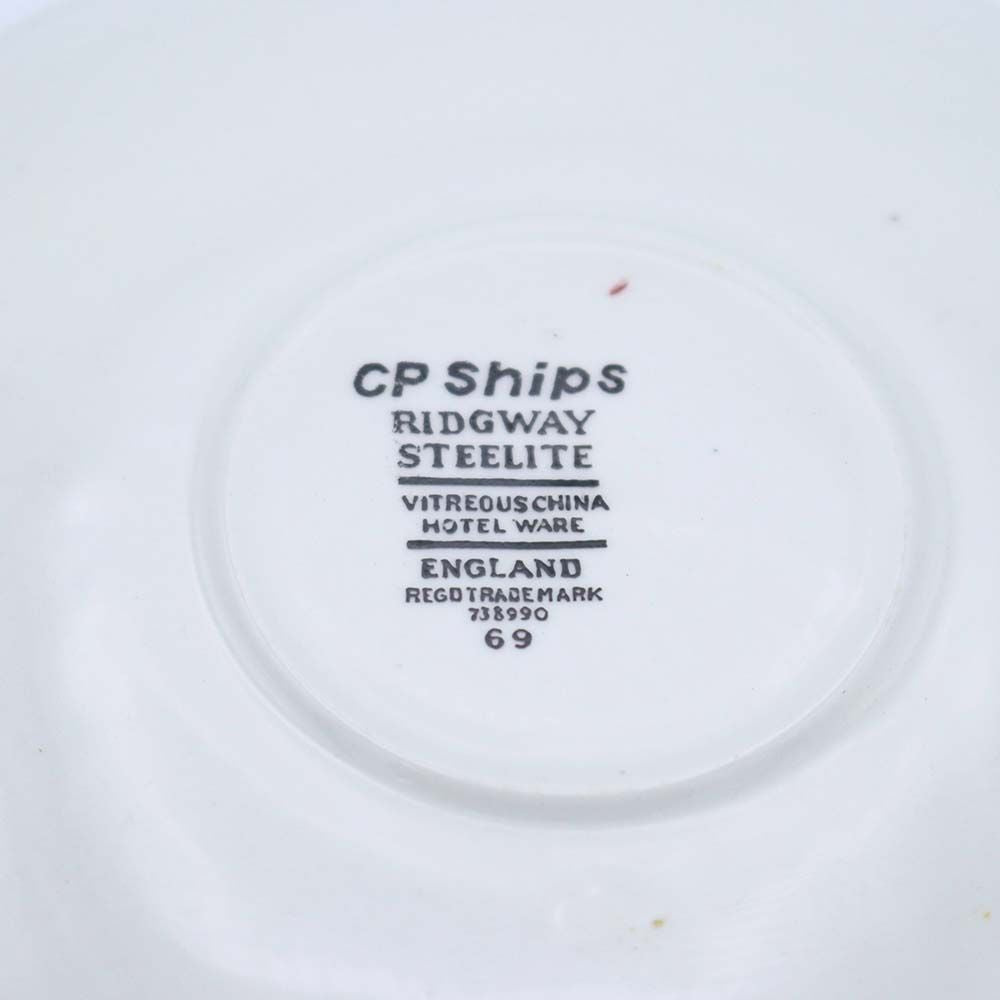 CP Ships
RIDGWAY
STEELITE
VITREOUS CHINA
HOTEL WARE
ENGLAND
REGD TRADEMARK
738990
69